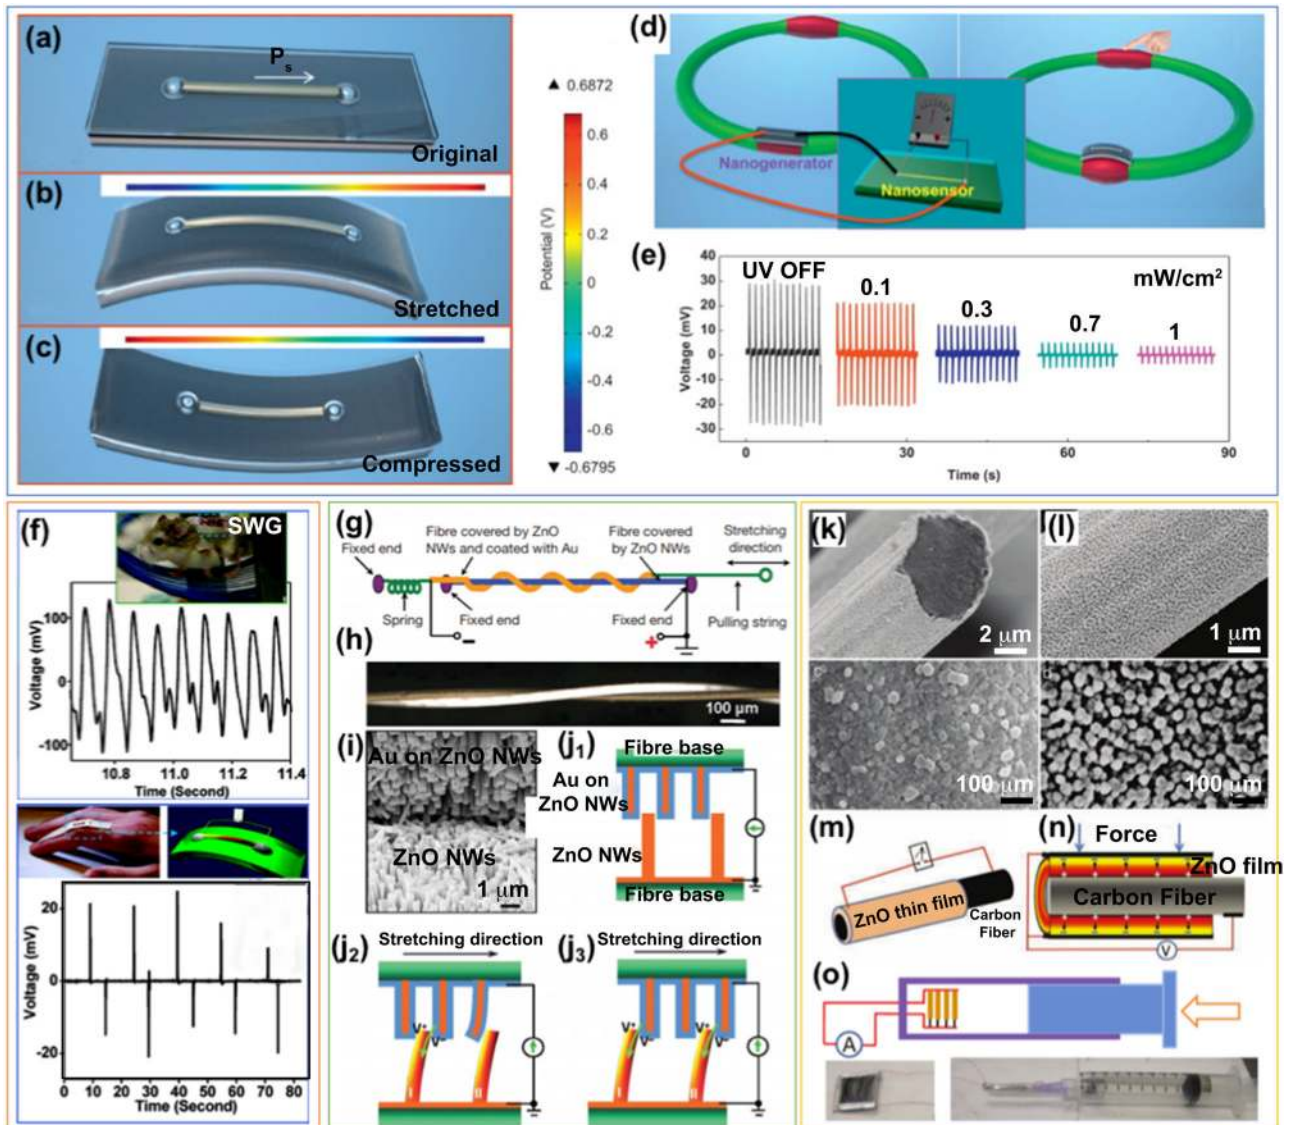 (a)
Ps
Original
(b)
Stretched
(c)
Compressed
▲ 0.6872
0.6
0.4
0.2
0
-0.2
-0.4
-0.6
▼ -0.6795
Potential (V)
(d)
Nanogenerator
Nanosensor
(e)
UV OFF
0.1
0.3
0.7
1
mW/cm²
40
30
20
10
0
-10
-20
-30
Voltage (mV)
0 30 60 90
Time (s)
(f)
SWG
100
0
-100
Voltage (mV)
10.8 11.0 11.2 11.4
Time (Second)
20
0
-20
Voltage (mV)
0 10 20 30 40 50 60 70 80
Time (Second)
(g)
Fixed end
Fibre covered by ZnO
NWs and coated with Au
Fibre covered
by ZnO NWs
Stretching
direction
Spring
Fixed end
Fixed end
Pulling string
-
+
(h)
100 μm
(i)
Au on ZnO NWs
ZnO NWs
1 μm
(j₁)
Fibre base
Au on
ZnO NWs
ZnO NWs
Fibre base
(j₂)
Stretching direction
V⁺
V⁻
I
II
(j₃)
Stretching direction
V⁺
V⁻
V⁺
V⁻
I
II
(k)
2 μm
(l)
1 μm
100 μm
100 μm
(m)
ZnO thin film
Carbon
Fiber
(n)
Force
ZnO film
Carbon Fiber
V
(o)
A